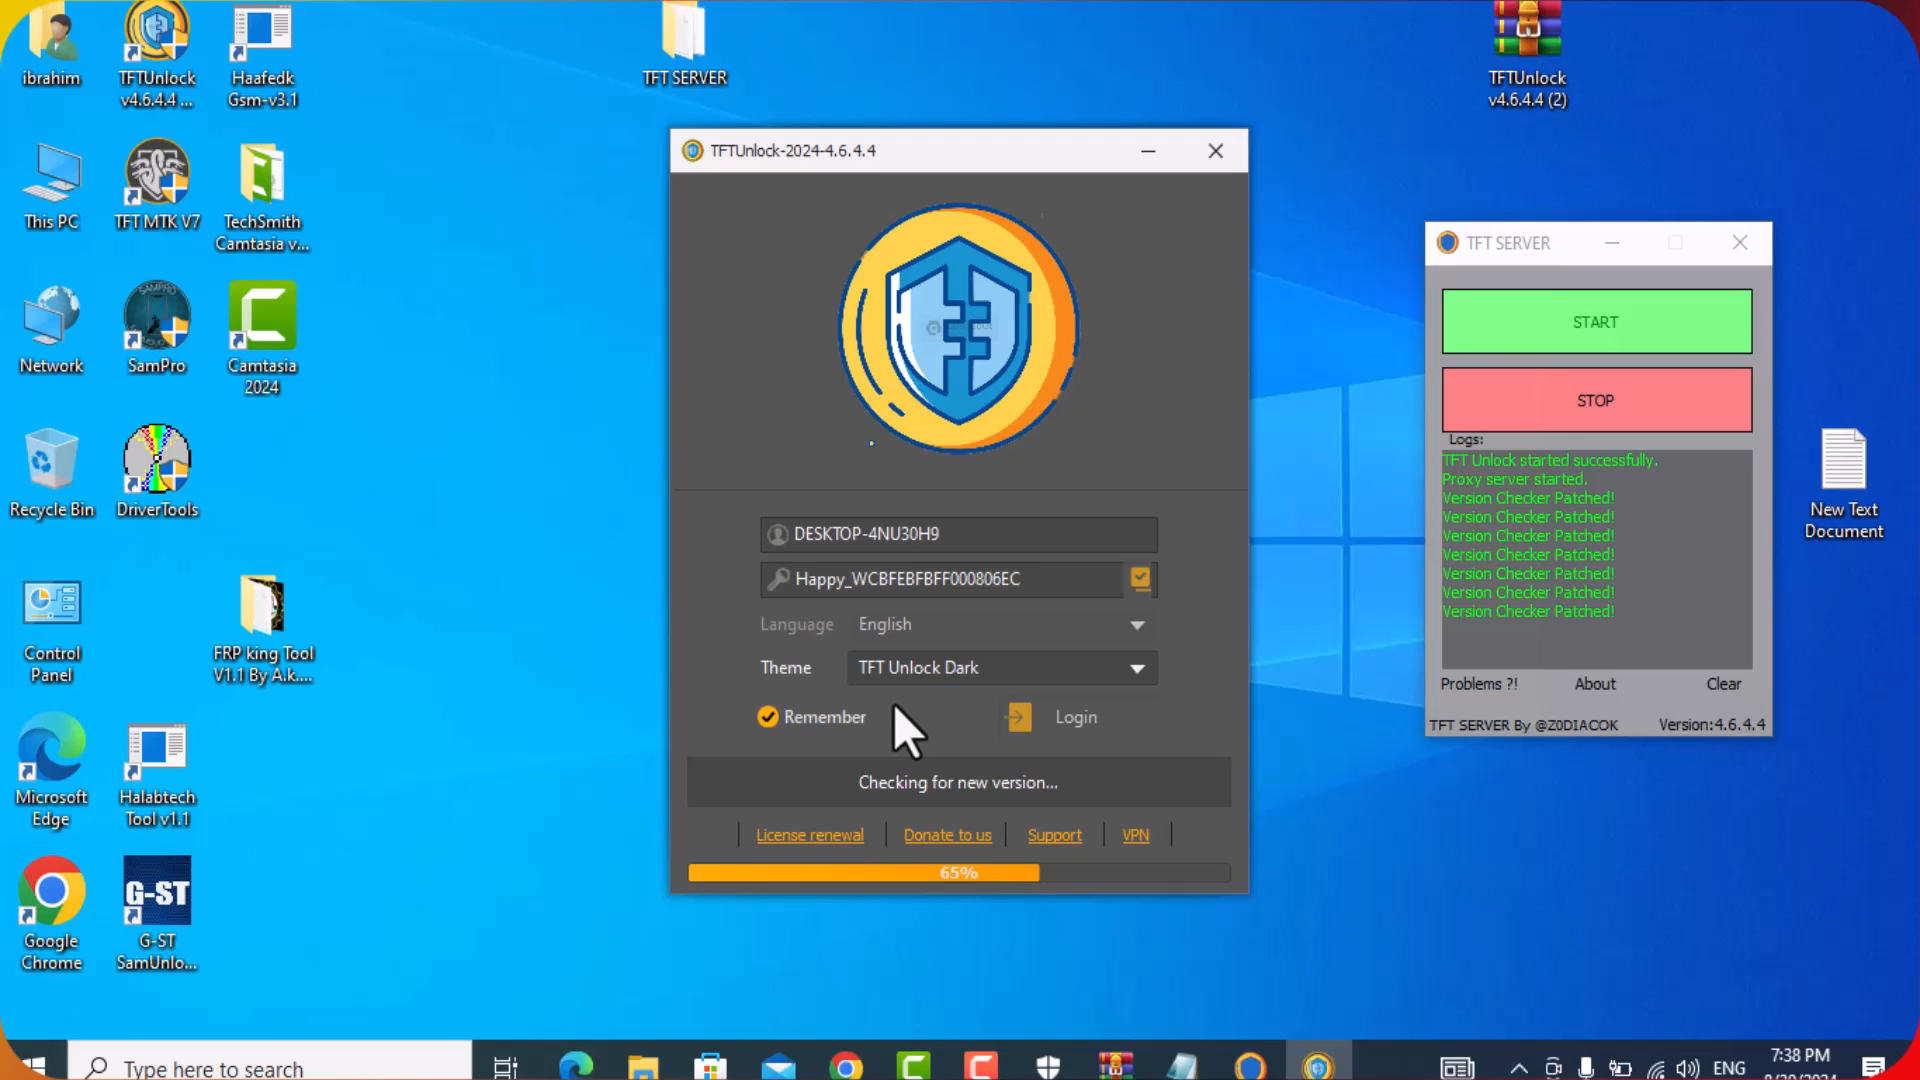 ibrahim
TFTUnlock
v4.6.4.4 ...
Haafedk
Gsm-v3.1
TFT SERVER
TFTUnlock
v4.6.4.4 (2)
This PC
TFT MTK V7
TechSmith
Camtasia v...
Network
SamPro
Camtasia
2024
Recycle Bin
DriverTools
Control
Panel
FRP king Tool
V1.1 By A.k....
Microsoft
Edge
Halabtech
Tool v1.1
Google
Chrome
G-ST
G-ST
SamUnlo...
New Text
Document
TFTUnlock-2024-4.6.4.4
DESKTOP-4NU30H9
Happy_WCBFEBFBFF000806EC
Language English
Theme TFT Unlock Dark
Remember Login
Checking for new version...
License renewal Donate to us Support VPN
65%
TFT SERVER
START
STOP
Logs:
TFT Unlock started successfully.
Proxy server started.
Version Checker Patched!
Version Checker Patched!
Version Checker Patched!
Version Checker Patched!
Version Checker Patched!
Version Checker Patched!
Version Checker Patched!
Problems ?! About Clear
TFT SERVER By @Z0DIACOK Version:4.6.4.4
Type here to search
ENG
7:38 PM